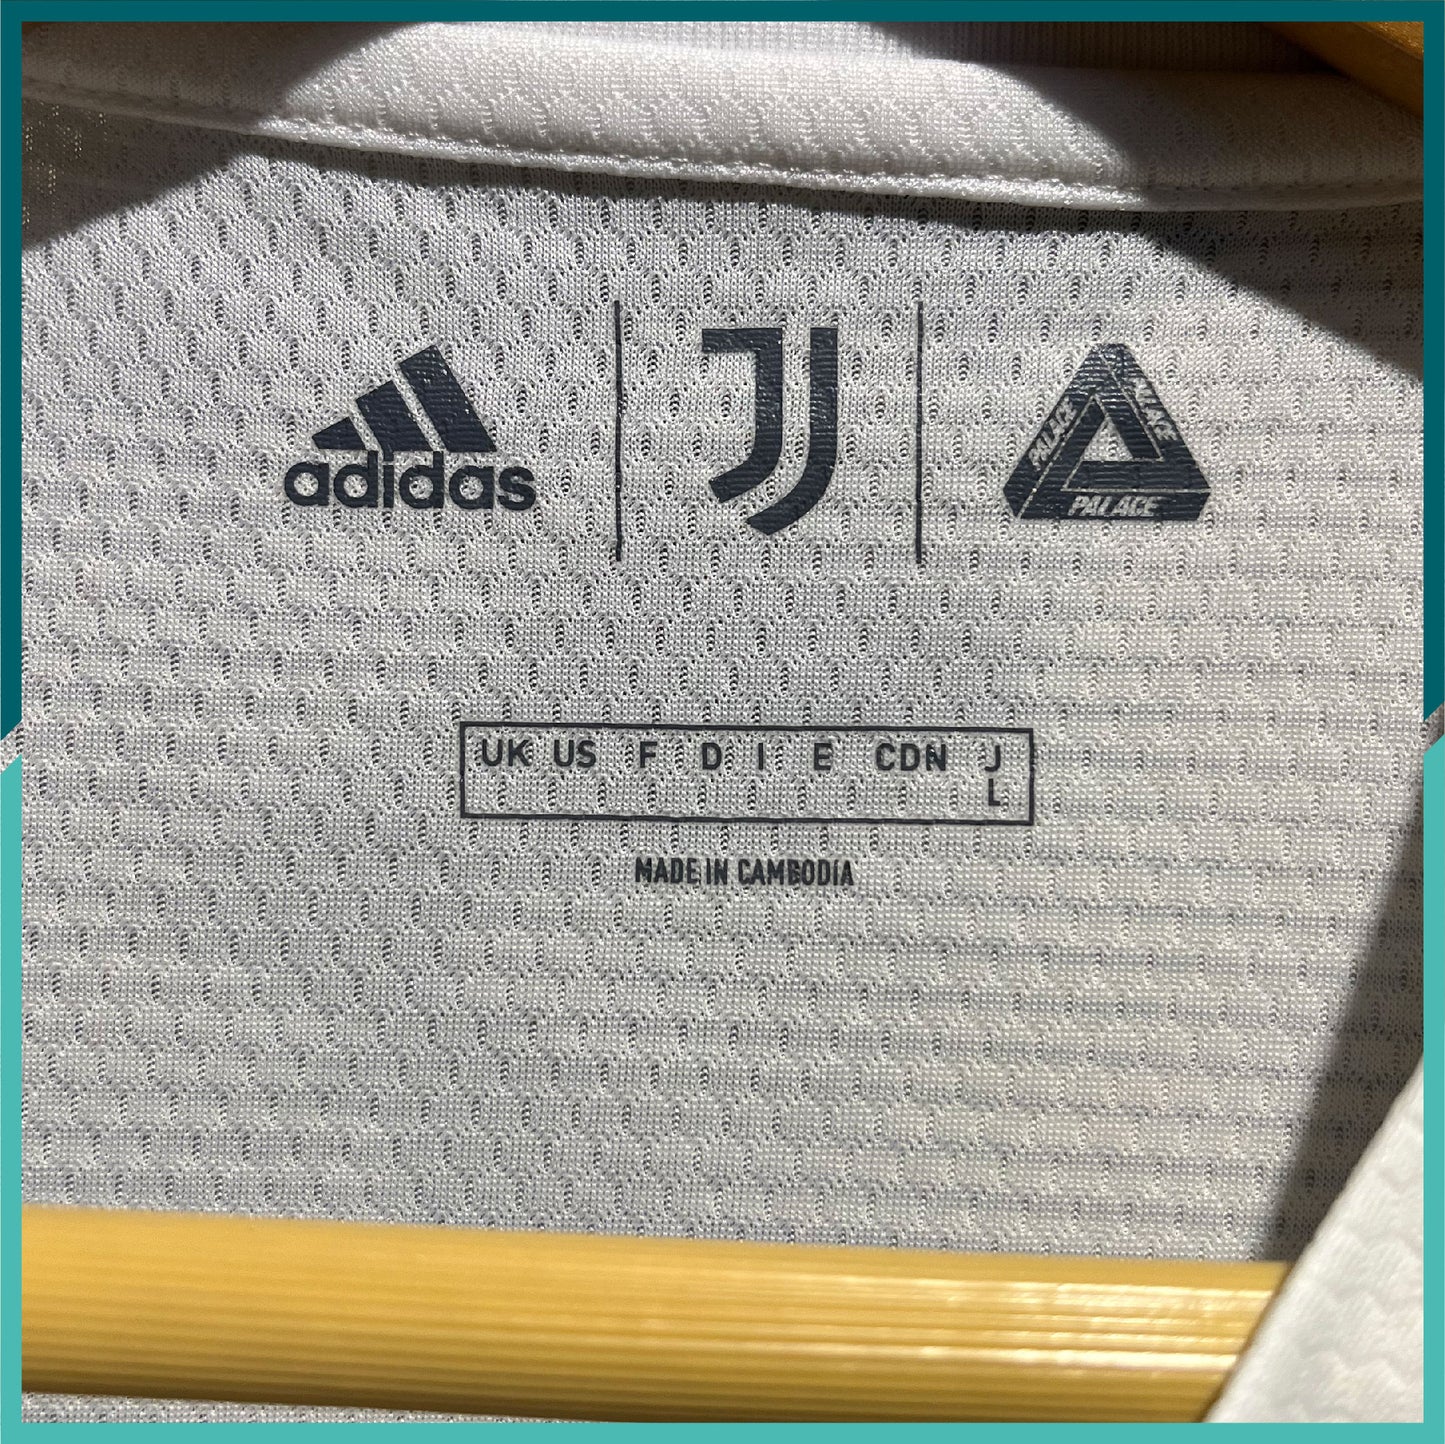 adidas
PALACE PALACE
PALACE
UK US F D I E CDN J
L
MADE IN CAMBODIA